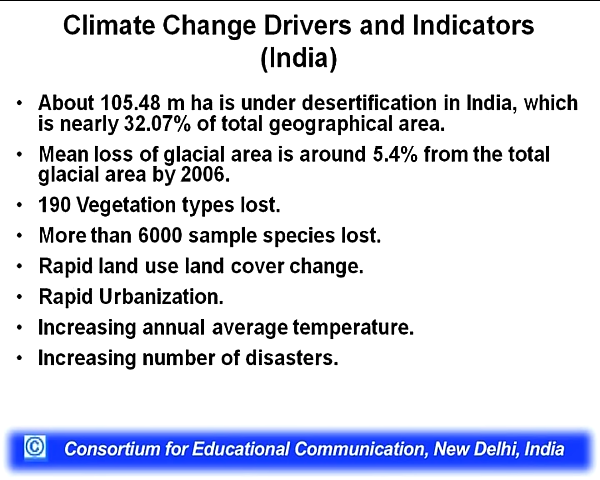 Climate Change Drivers and Indicators
(India)
• About 105.48 m ha is under desertification in India, which
is nearly 32.07% of total geographical area.
• Mean loss of glacial area is around 5.4% from the total
glacial area by 2006.
• 190 Vegetation types lost.
• More than 6000 sample species lost.
• Rapid land use land cover change.
• Rapid Urbanization.
• Increasing annual average temperature.
• Increasing number of disasters.
© Consortium for Educational Communication, New Delhi, India